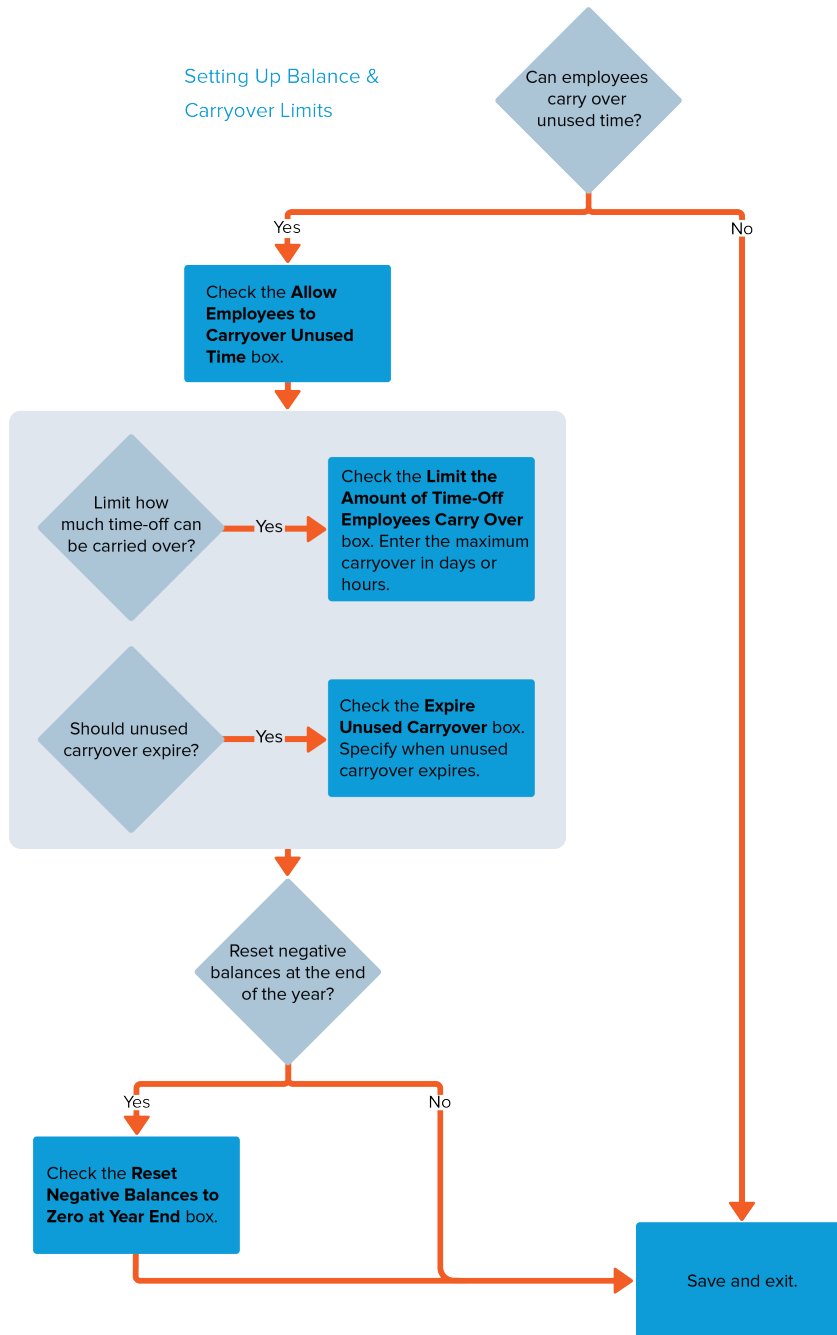 Setting Up Balance &
Carryover Limits
Can employees
carry over
unused time?
Yes
No
Check the Allow
Employees to
Carryover Unused
Time box.
Limit how
much time-off can
be carried over?
Yes
Check the Limit the
Amount of Time-Off
Employees Carry Over
box. Enter the maximum
carryover in days or
hours.
Should unused
carryover expire?
Yes
Check the Expire
Unused Carryover box.
Specify when unused
carryover expires.
Reset negative
balances at the end
of the year?
Yes
No
Check the Reset
Negative Balances to
Zero at Year End box.
Save and exit.